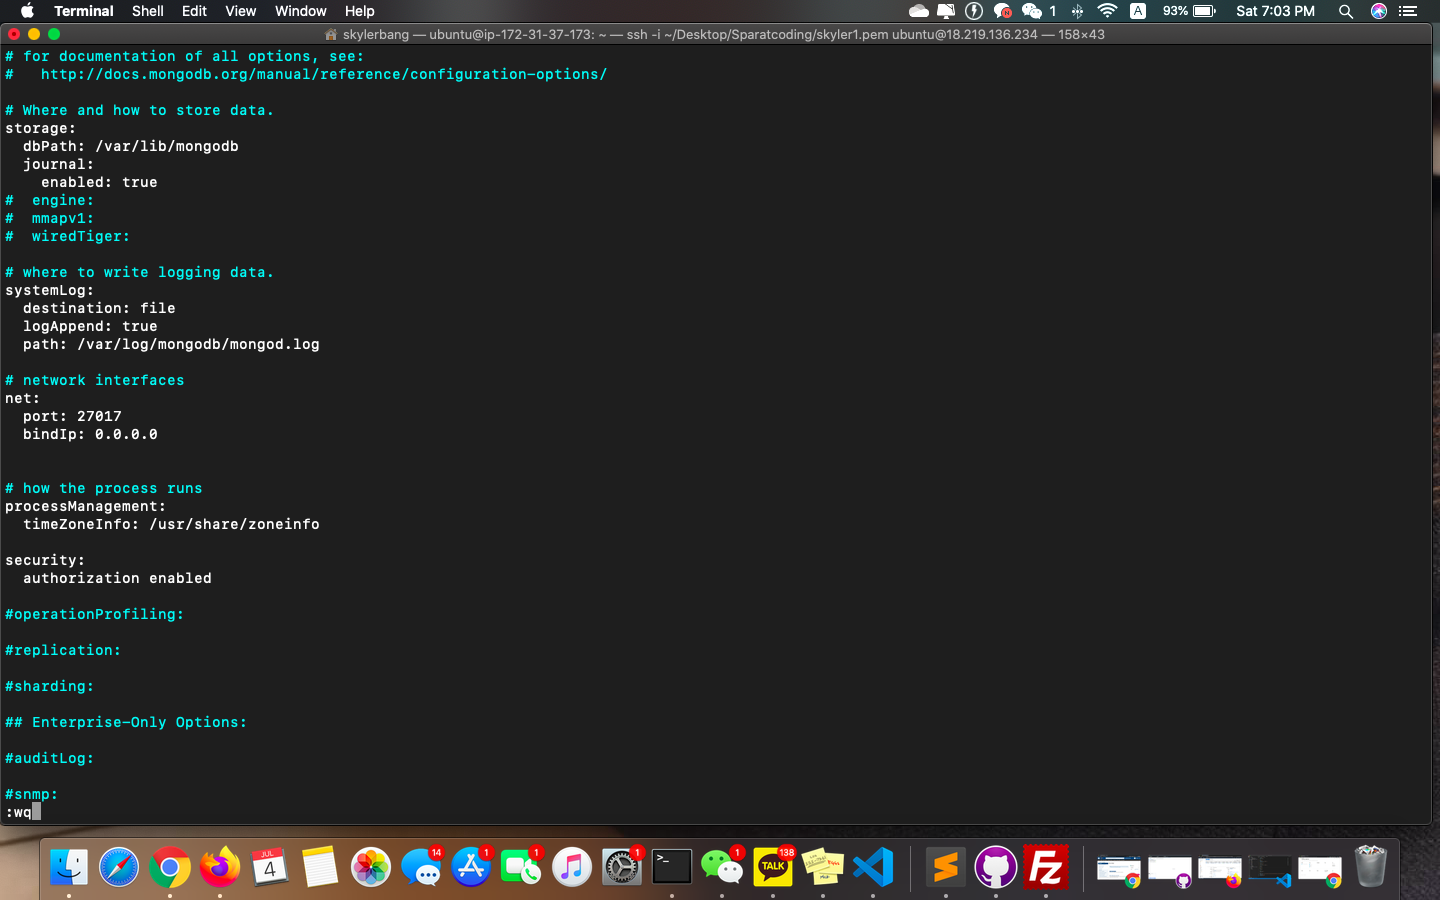 Terminal Shell Edit View Window Help 1 A 93% Sat 7:03 PM
skylerbang — ubuntu@ip-172-31-37-173: ~ — ssh -i ~/Desktop/Sparatcoding/skyler1.pem ubuntu@18.219.136.234 — 158×43
# for documentation of all options, see:
#   http://docs.mongodb.org/manual/reference/configuration-options/
# Where and how to store data.
storage:
  dbPath: /var/lib/mongodb
  journal:
    enabled: true
#  engine:
#  mmapv1:
#  wiredTiger:
# where to write logging data.
systemLog:
  destination: file
  logAppend: true
  path: /var/log/mongodb/mongod.log
# network interfaces
net:
  port: 27017
  bindIp: 0.0.0.0
# how the process runs
processManagement:
  timeZoneInfo: /usr/share/zoneinfo
security:
  authorization enabled
#operationProfiling:
#replication:
#sharding:
## Enterprise-Only Options:
#auditLog:
#snmp:
:wq
JUL
4
14
1
1
1
>_
1
TALK
138
S
Fz